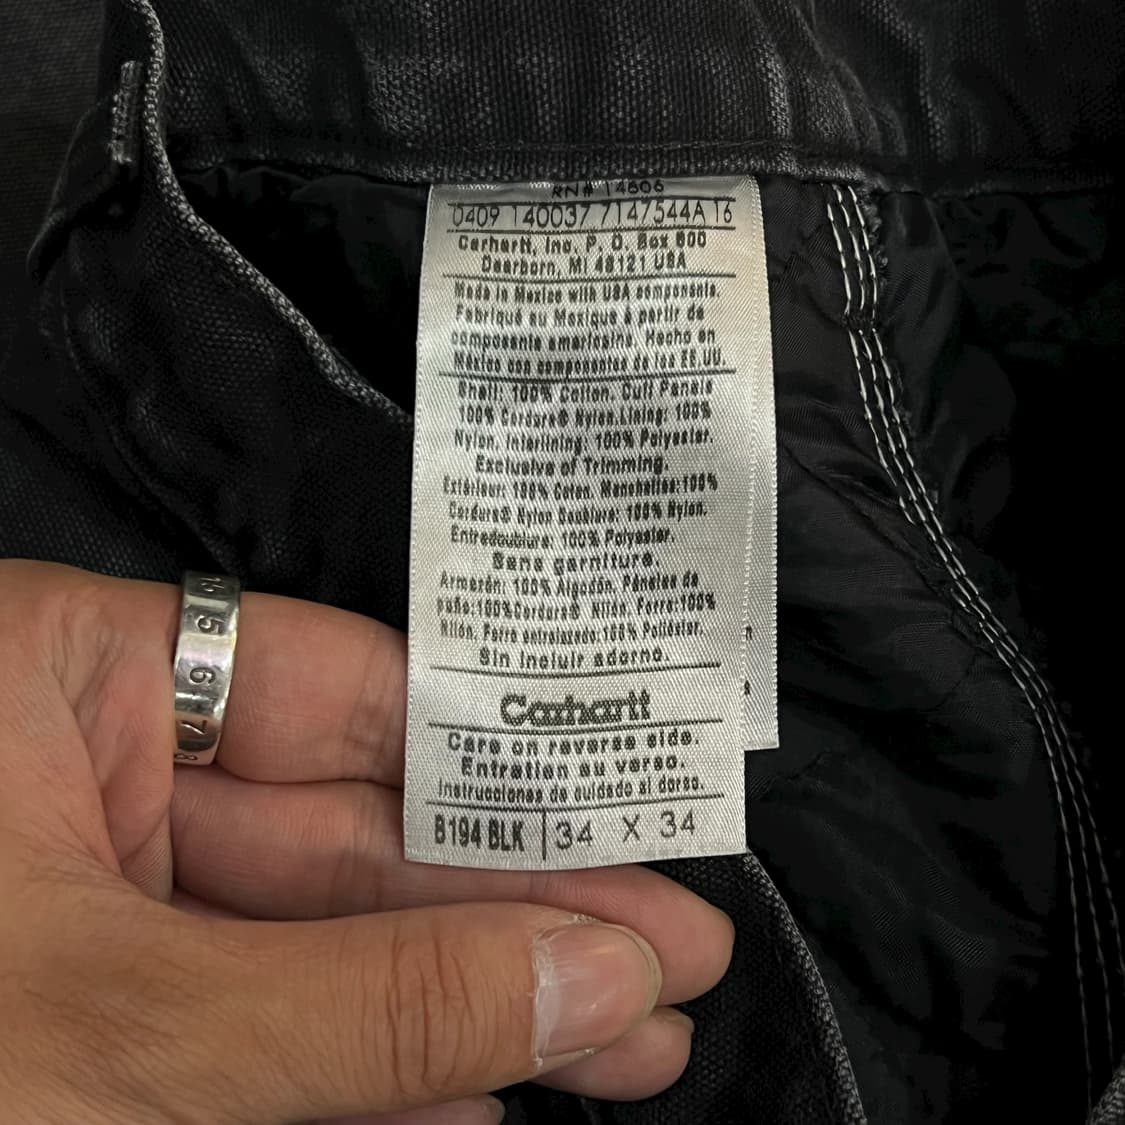 RN# 14806
0409 140037 7147544A 16
Carhartt, Inc. P. O. Box 600
Dearborn, MI 48121 USA
Made in Mexico with USA components.
Fabriqué au Mexique à partir de
composants américains. Hecho en
México con componentes de los EE.UU.
Shell: 100% Cotton. Cuff Panels
100% Cordura® Nylon.Lining: 100%
Nylon. Interlining: 100% Polyester.
Exclusive of Trimming.
Extérieur: 100% Coton. Manchettes:100%
Cordura® Nylon Doublure: 100% Nylon.
Entredoublure: 100% Polyester.
Sans garniture.
Armazón: 100% Algodón. Páneles de
puño:100%Cordura® Nilón. Forro:100%
Nilón. Forro entrelazado:100% Poliéster.
Sin incluir adorno.
Carhartt
Care on reverse side.
Entretien au verso.
Instrucciones de cuidado al dorso.
B194 BLK 34 X 34
5
6
7
8